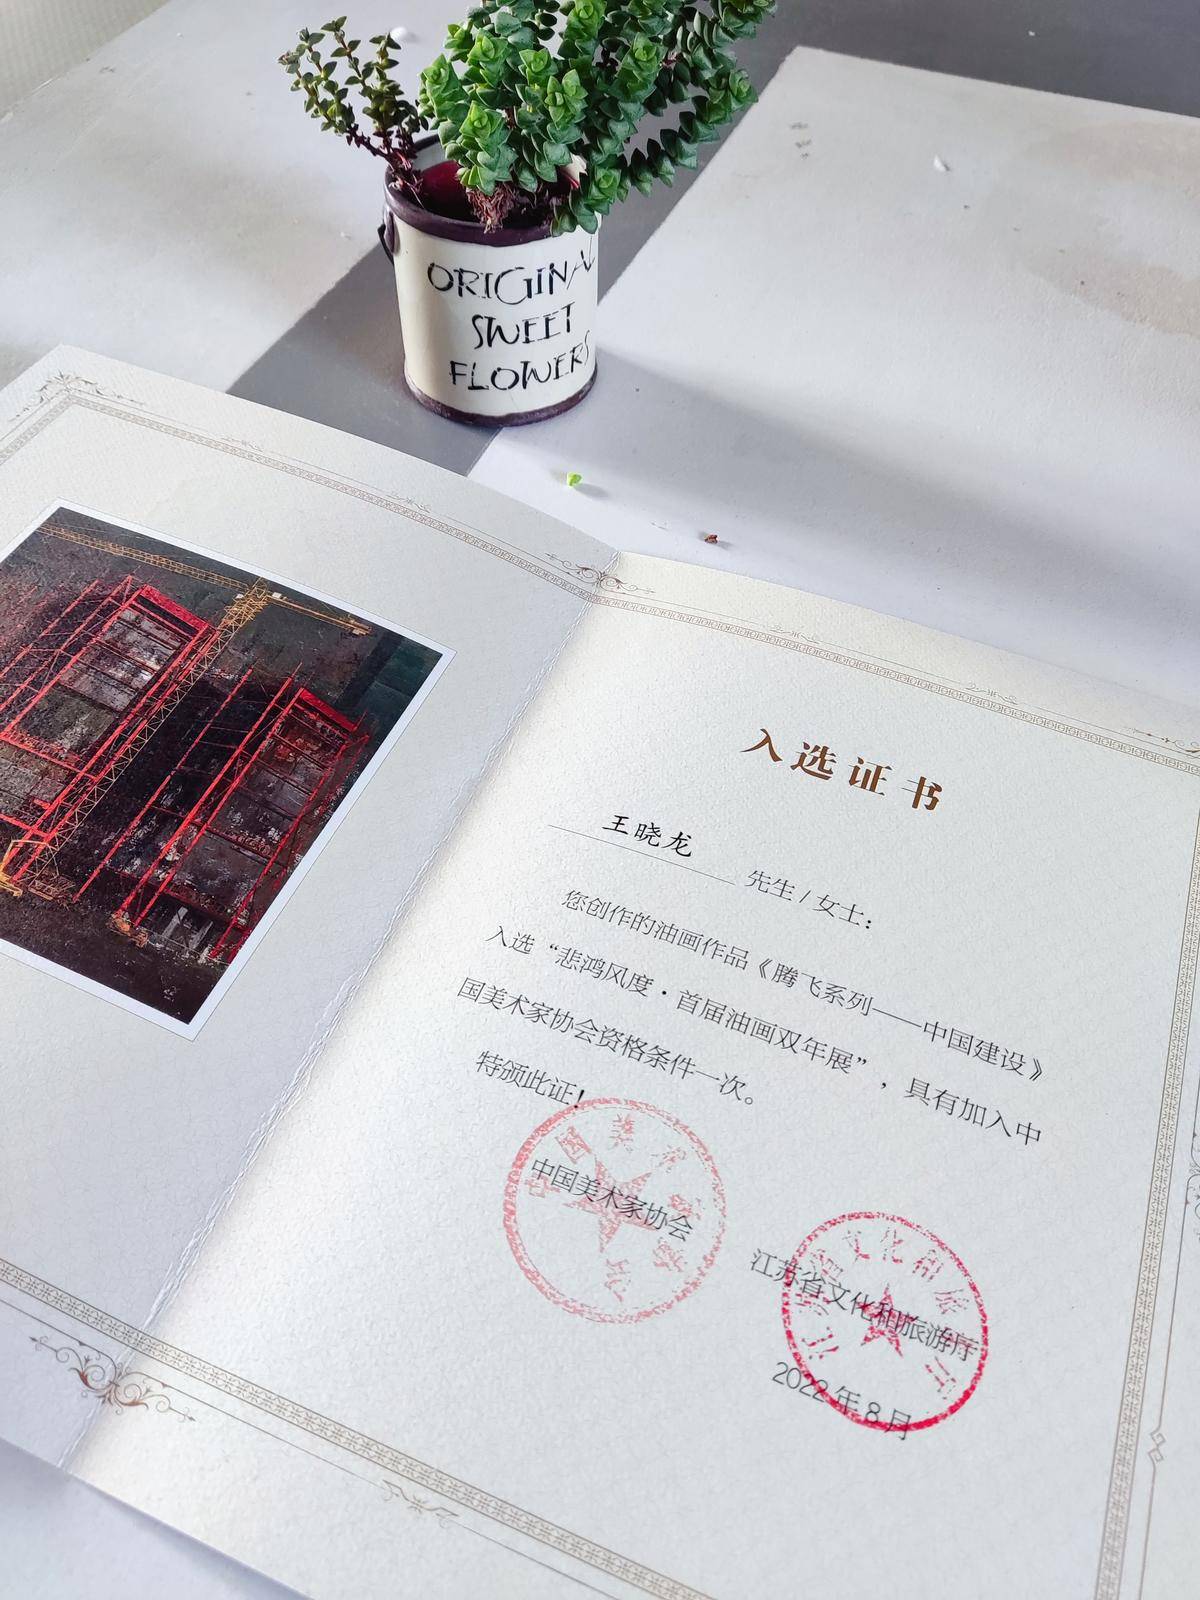 ORIGINAL
SWEET
FLOWERS
入选证书
王晓龙 先生 / 女士：
您创作的油画作品《腾飞系列——中国建设》
入选“悲鸿风度·首届油画双年展”，具有加入中
国美术家协会资格条件一次。
特颁此证！
中国美术家协会
江苏省文化和旅游厅
2022 年 8 月